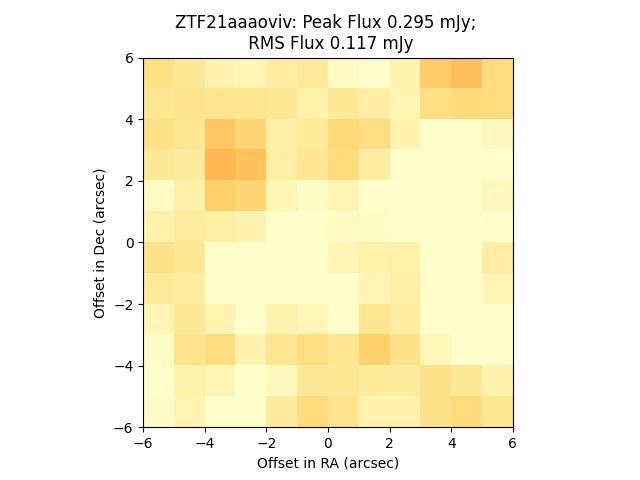 ZTF21aaaoviv: Peak Flux 0.295 mJy;
RMS Flux 0.117 mJy
6
4
2
0
−2
−4
−6
Offset in Dec (arcsec)
−6 −4 −2 0 2 4 6
Offset in RA (arcsec)